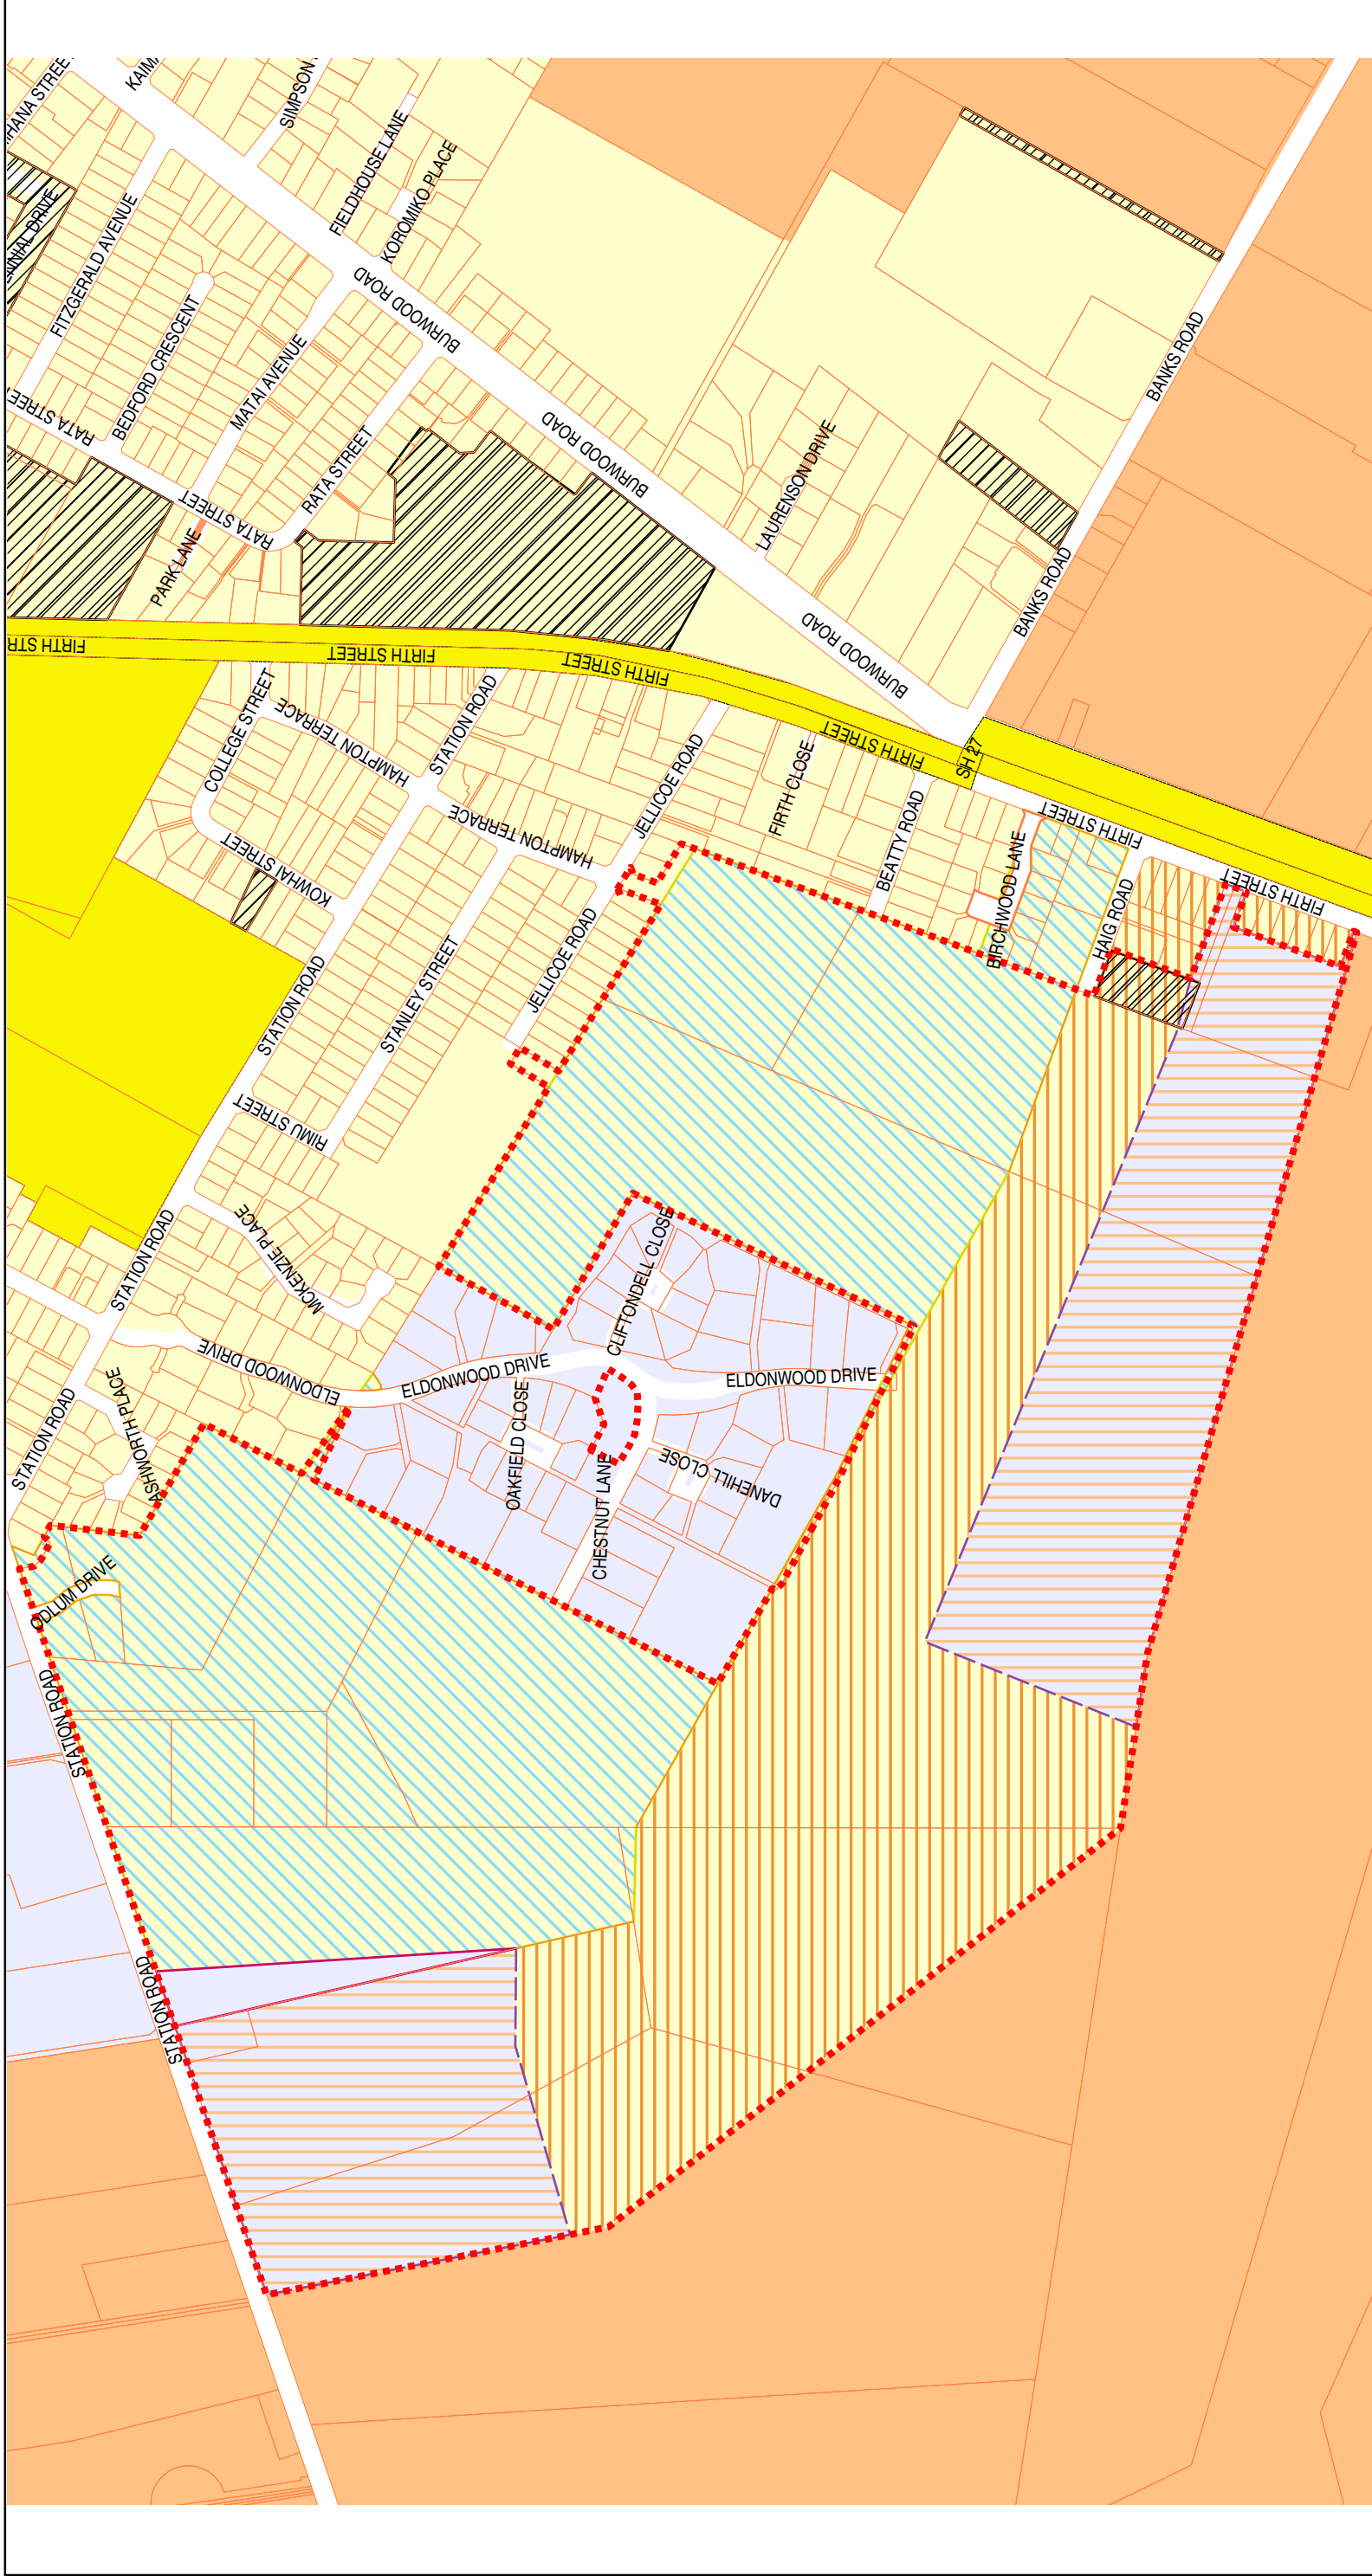 KAIMA
SIMPSON
FIELDHOUSE LANE
KOROMIKO PLACE
FITZGERALD AVENUE
BURWOOD ROAD
BEDFORD CRESCENT
MATAI AVENUE
BANKS ROAD
RATA STREE
RATA STREET
BURWOOD ROAD
LAURENSON DRIVE
RATA STREET
PARK LANE
BANKS ROAD
FIRTH STR
FIRTH STREET
FIRTH STREET
BURWOOD ROAD
COLLEGE STREET
HAMPTON TERRACE
STATION ROAD
FIRTH STREET
SH 27
JELLICOE ROAD
FIRTH CLOSE
HAMPTON TERRACE
BEATTY ROAD
FIRTH STREET
KOWHAI STREET
BIRCHWOOD LANE
HAIG ROAD
FIRTH STREET
JELLICOE ROAD
STANLEY STREET
STATION ROAD
RIMU STREET
MCKENZIE PLACE
STATION ROAD
CLIFTONDELL CLOSE
ELDONWOOD DRIVE
ELDONWOOD DRIVE
ELDONWOOD DRIVE
ASHWORTH PLACE
STATION ROAD
OAKFIELD CLOSE
DANEHILL CLOSE
CHESTNUT LANE
ODLUM DRIVE
STATION ROAD
STATION ROAD